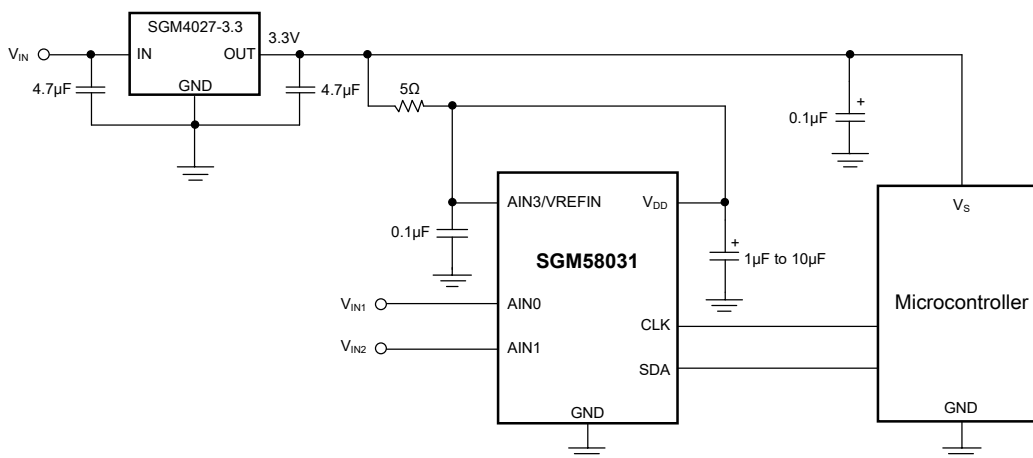 SGM4027-3.3
V_IN
IN
OUT
3.3V
GND
4.7μF
4.7μF
5Ω
0.1μF
+
AIN3/VREFIN
V_DD
V_S
0.1μF
SGM58031
+
1μF to 10μF
V_IN1
AIN0
Microcontroller
CLK
V_IN2
AIN1
SDA
GND
GND